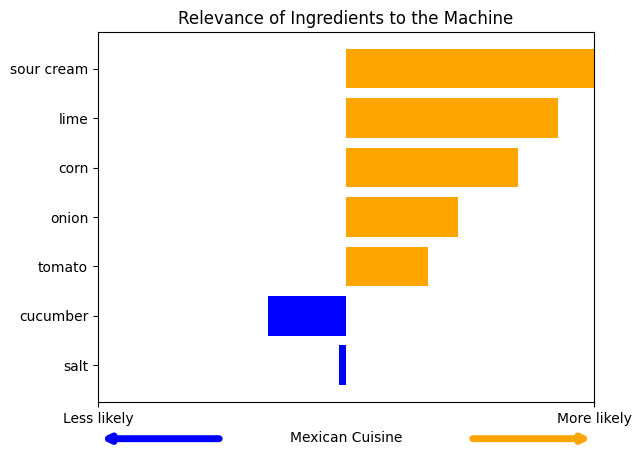 Relevance of Ingredients to the Machine
sour cream
lime
corn
onion
tomato
cucumber
salt
Less likely
More likely
Mexican Cuisine